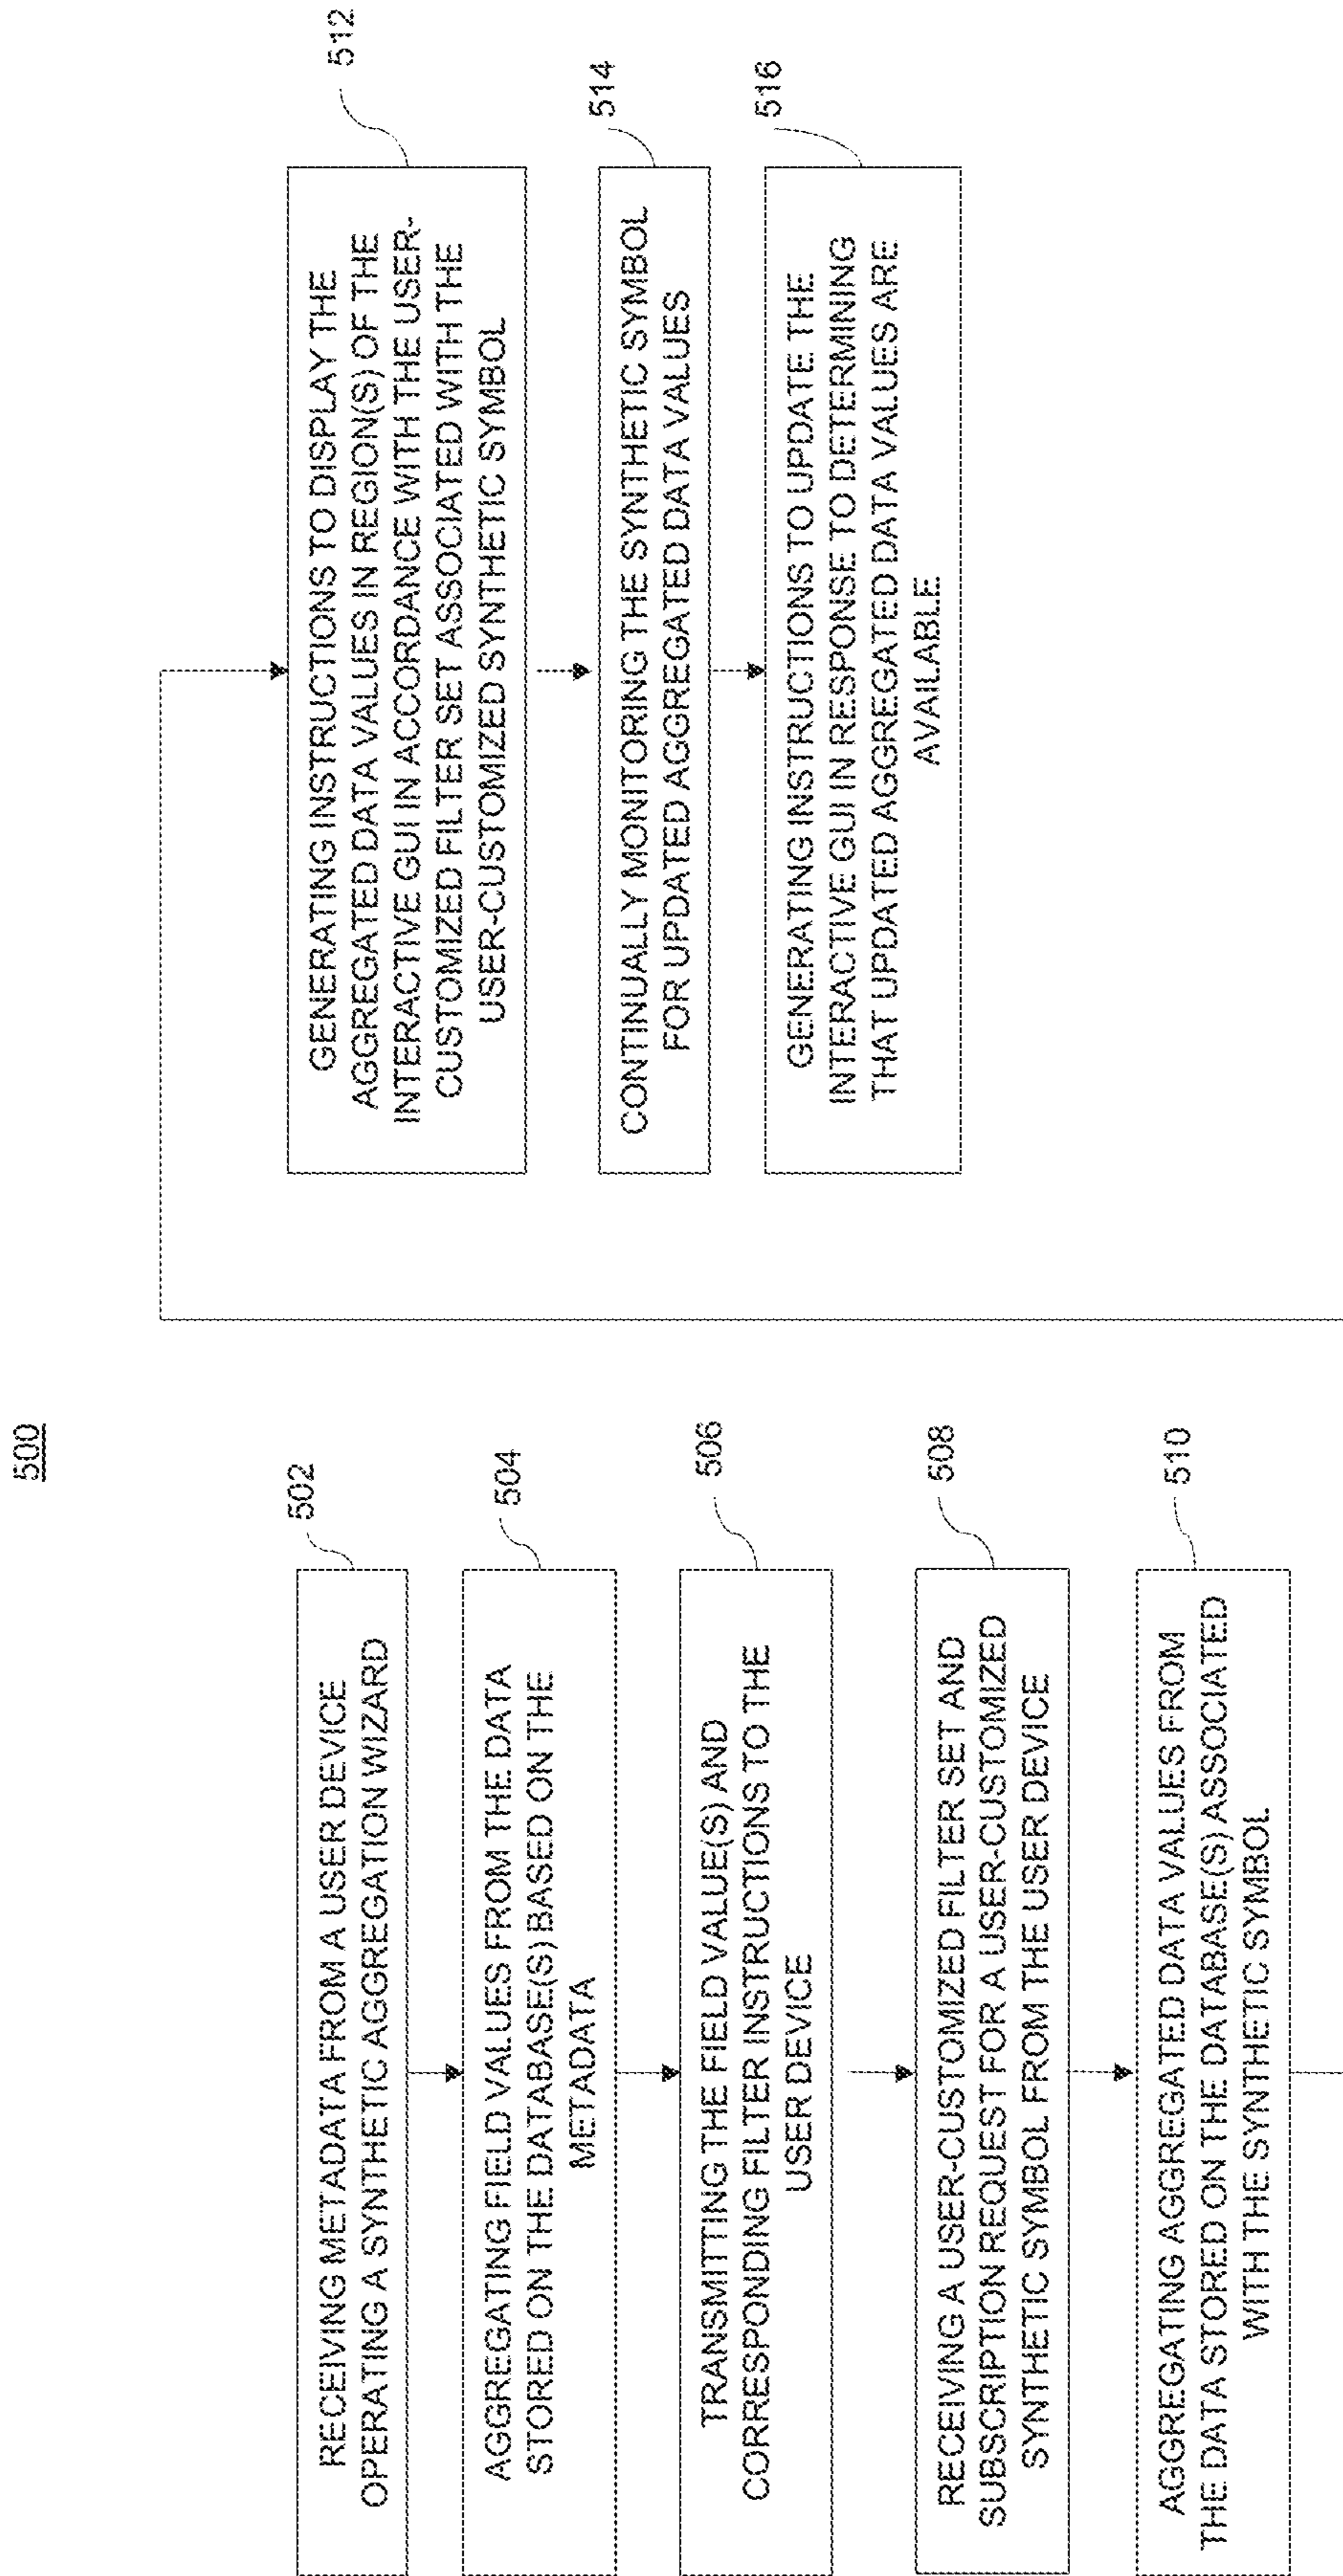 500
502
RECEIVING METADATA FROM A USER DEVICE
OPERATING A SYNTHETIC AGGREGATION WIZARD
504
AGGREGATING FIELD VALUES FROM THE DATA
STORED ON THE DATABASE(S) BASED ON THE
METADATA
506
TRANSMITTING THE FIELD VALUE(S) AND
CORRESPONDING FILTER INSTRUCTIONS TO THE
USER DEVICE
508
RECEIVING A USER-CUSTOMIZED FILTER SET AND
SUBSCRIPTION REQUEST FOR A USER-CUSTOMIZED
SYNTHETIC SYMBOL FROM THE USER DEVICE
510
AGGREGATING AGGREGATED DATA VALUES FROM
THE DATA STORED ON THE DATABASE(S) ASSOCIATED
WITH THE SYNTHETIC SYMBOL
512
GENERATING INSTRUCTIONS TO DISPLAY THE
AGGREGATED DATA VALUES IN REGION(S) OF THE
INTERACTIVE GUI IN ACCORDANCE WITH THE USER-
CUSTOMIZED FILTER SET ASSOCIATED WITH THE
USER-CUSTOMIZED SYNTHETIC SYMBOL
514
CONTINUALLY MONITORING THE SYNTHETIC SYMBOL
FOR UPDATED AGGREGATED DATA VALUES
516
GENERATING INSTRUCTIONS TO UPDATE THE
INTERACTIVE GUI IN RESPONSE TO DETERMINING
THAT UPDATED AGGREGATED DATA VALUES ARE
AVAILABLE